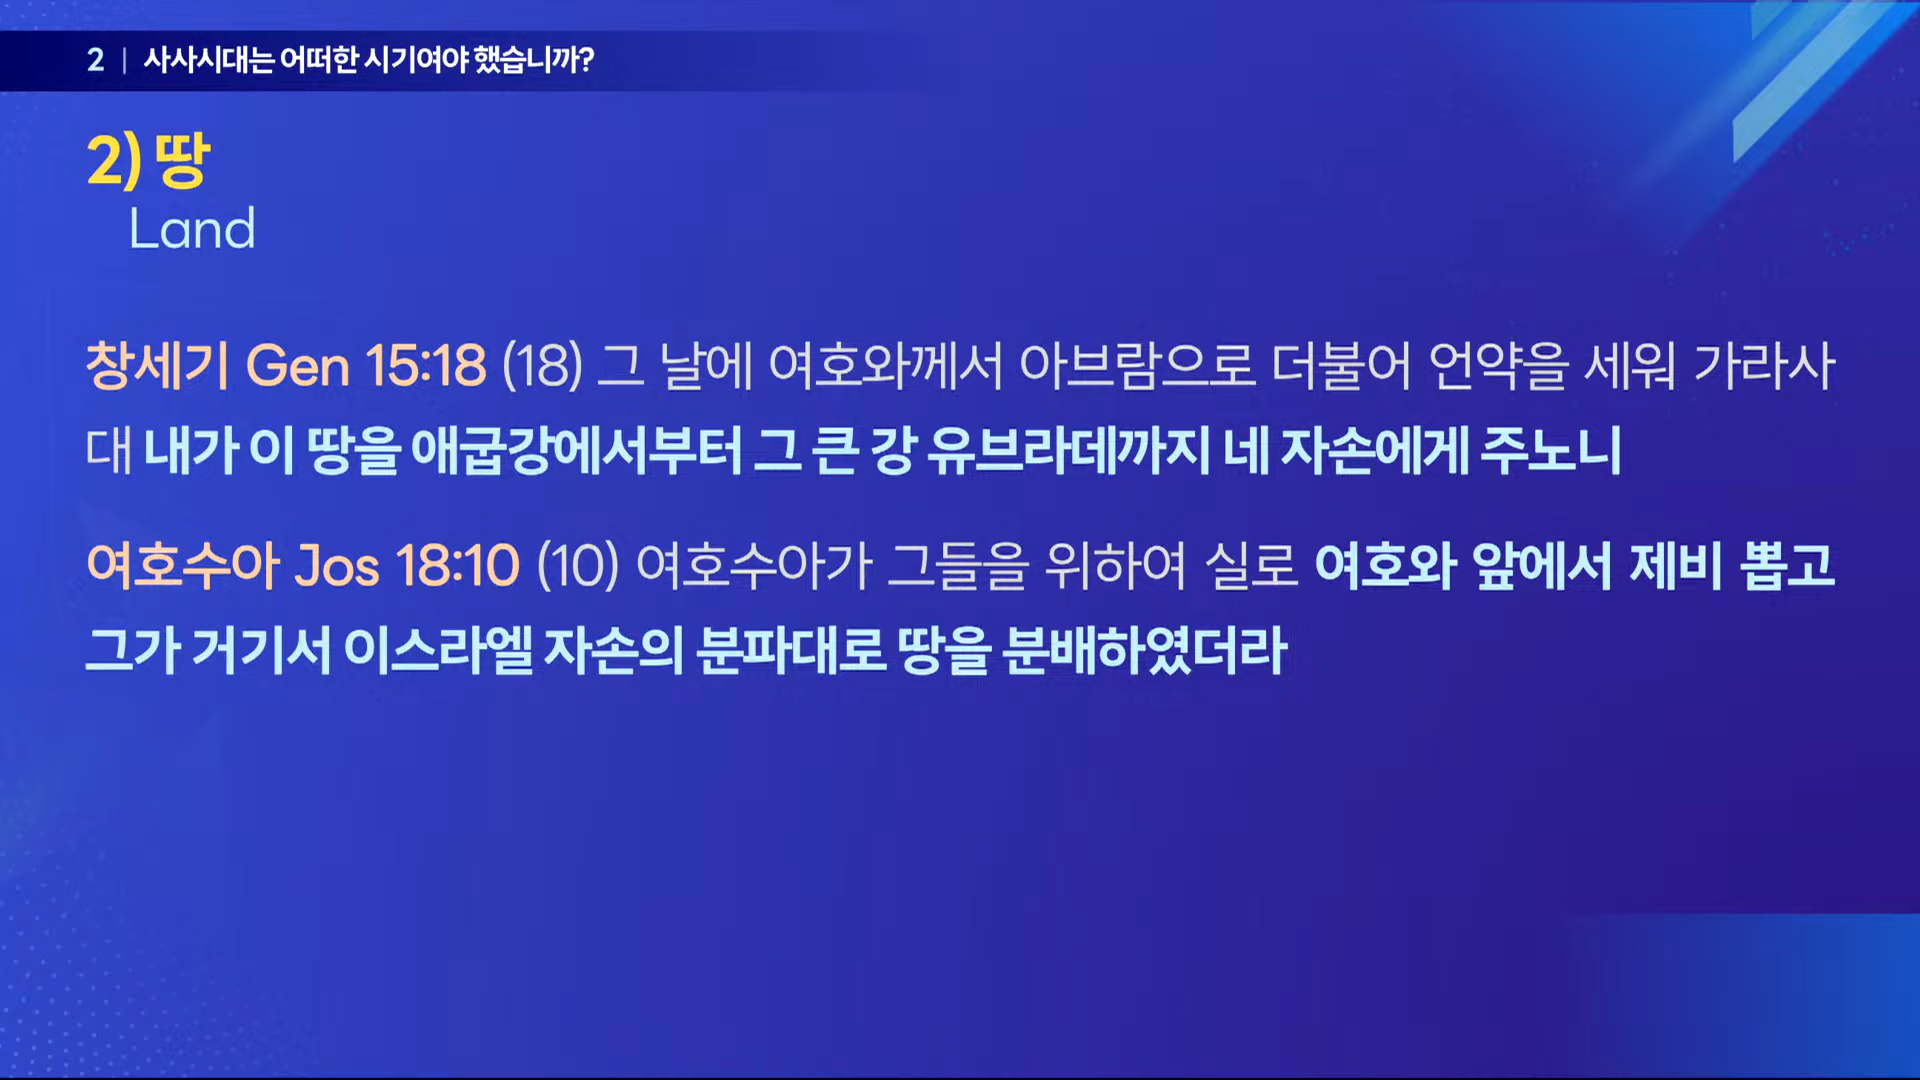 2 | 사사시대는 어떠한 시기여야 했습니까?
2) 땅
Land
창세기 Gen 15:18 (18) 그 날에 여호와께서 아브람으로 더불어 언약을 세워 가라사
대 내가 이 땅을 애굽강에서부터 그 큰 강 유브라데까지 네 자손에게 주노니
여호수아 Jos 18:10 (10) 여호수아가 그들을 위하여 실로 여호와 앞에서 제비 뽑고
그가 거기서 이스라엘 자손의 분파대로 땅을 분배하였더라